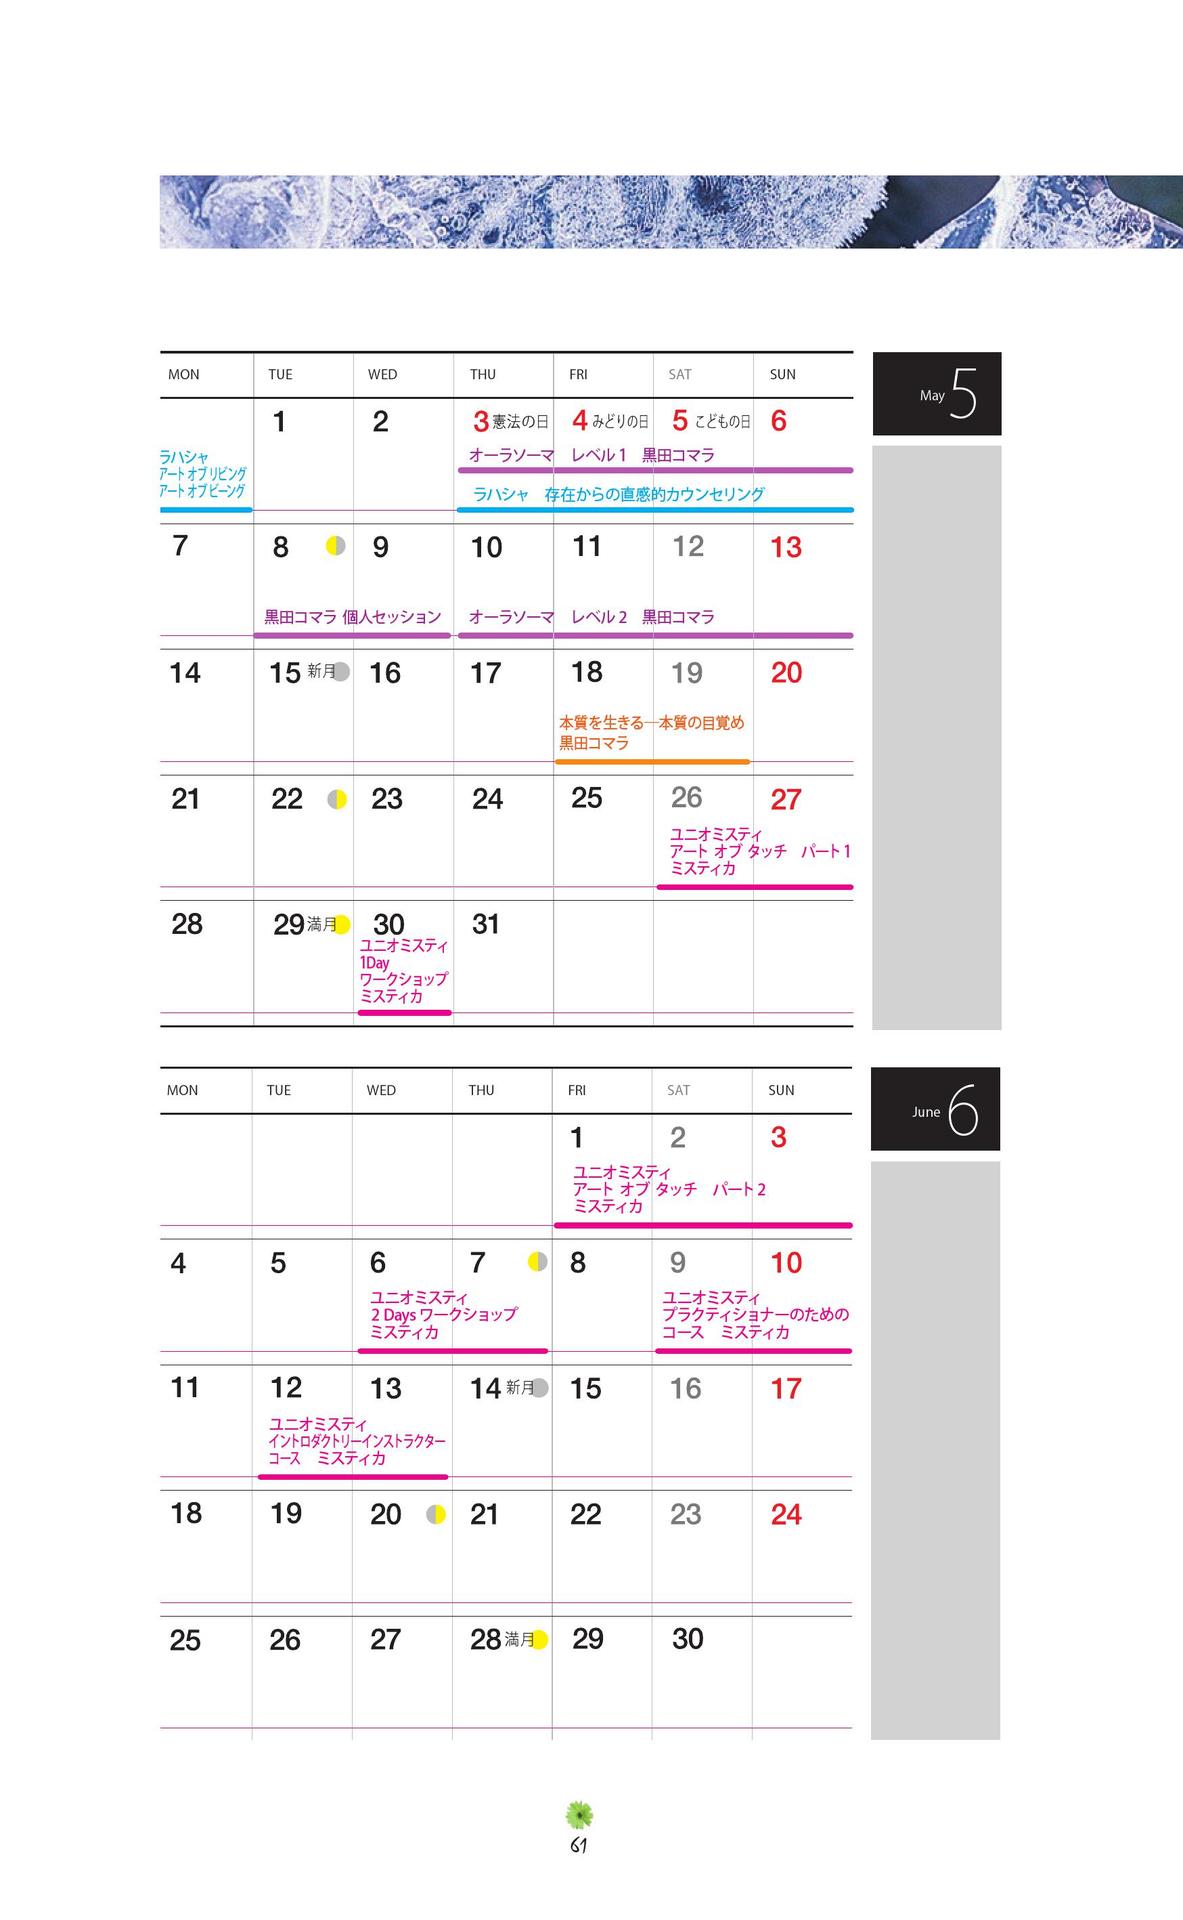 MON TUE WED THU FRI SAT SUN
May 5
1 2 3 憲法の日 4 みどりの日 5 こどもの日 6
ラハシャ
アート オブ リビング
アート オブ ビーング
オーラソーマ レベル 1 黒田コマラ
ラハシャ 存在からの直感的カウンセリング
7 8 9 10 11 12 13
黒田コマラ 個人セッション オーラソーマ レベル 2 黒田コマラ
14 15 新月 16 17 18 19 20
本質を生きる―本質の目覚め
黒田コマラ
21 22 23 24 25 26 27
ユニオミスティ
アート オブ タッチ パート 1
ミスティカ
28 29 満月 30 31
ユニオミスティ
1Day
ワークショップ
ミスティカ
MON TUE WED THU FRI SAT SUN
June 6
1 2 3
ユニオミスティ
アート オブ タッチ パート 2
ミスティカ
4 5 6 7 8 9 10
ユニオミスティ
2 Days ワークショップ
ミスティカ
ユニオミスティ
プラクティショナーのための
コース ミスティカ
11 12 13 14 新月 15 16 17
ユニオミスティ
イントロダクトリーインストラクター
コース ミスティカ
18 19 20 21 22 23 24
25 26 27 28 満月 29 30
61